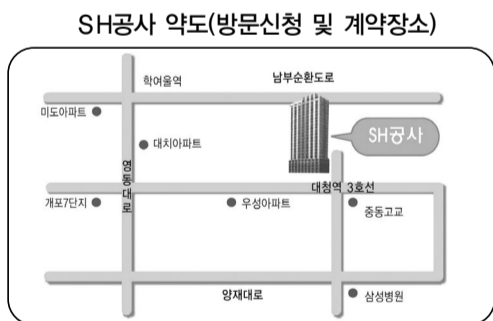 SH공사 약도(방문신청 및 계약장소)
학여울역
남부순환도로
미도아파트
대치아파트
SH공사
영동대로
대청역 3호선
개포7단지
우성아파트
중동고교
양재대로
삼성병원